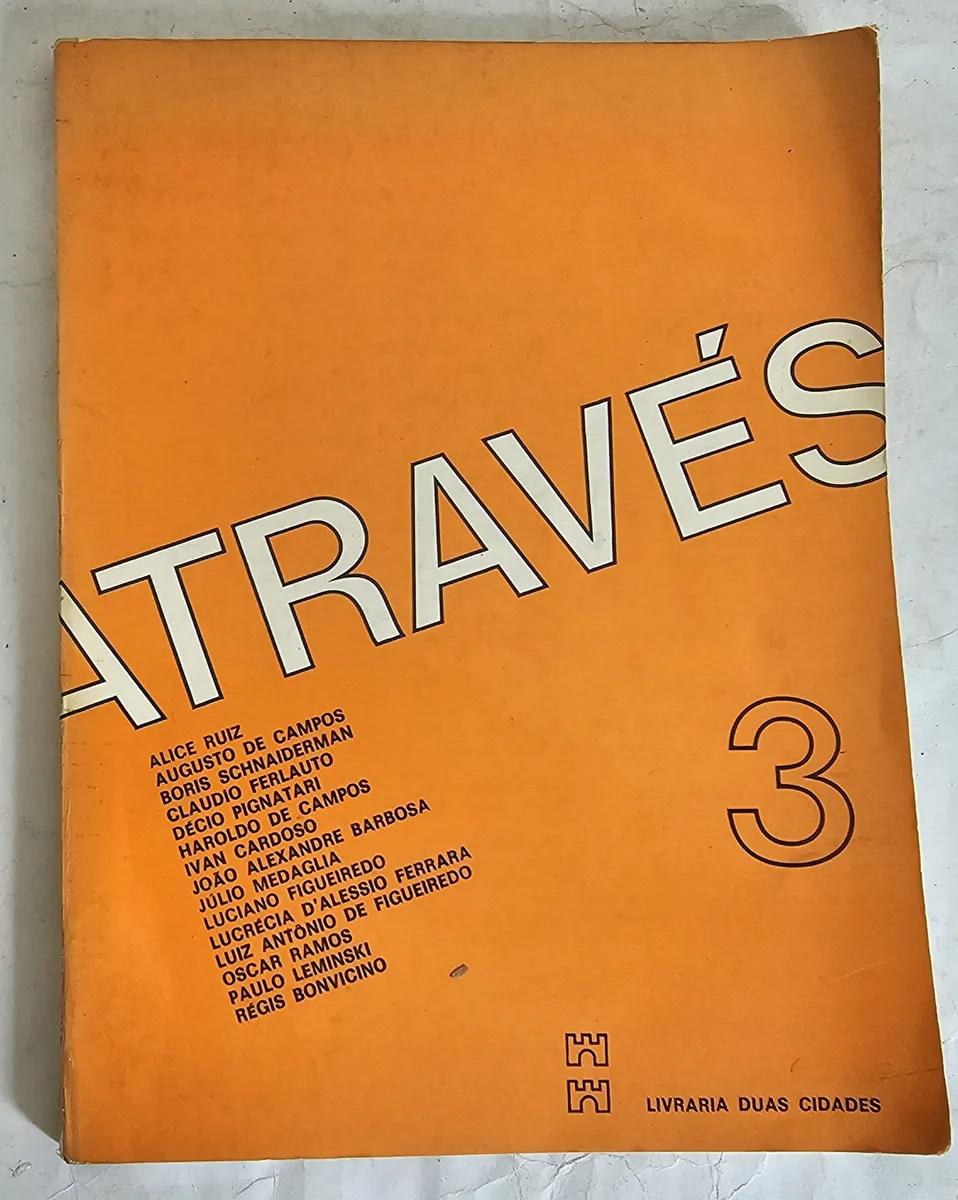 ATRAVÉS
ALICE RUIZ
AUGUSTO DE CAMPOS
BORIS SCHNAIDERMAN
CLAUDIO FERLAUTO
DÉCIO PIGNATARI
HAROLDO DE CAMPOS
IVAN CARDOSO
JOÃO ALEXANDRE BARBOSA
JÚLIO MEDAGLIA
LUCIANO FIGUEIREDO
LUCRÉCIA D'ALESSIO FERRARA
LUIZ ANTÔNIO DE FIGUEIREDO
OSCAR RAMOS
PAULO LEMINSKI
RÉGIS BONVICINO
3
LIVRARIA DUAS CIDADES